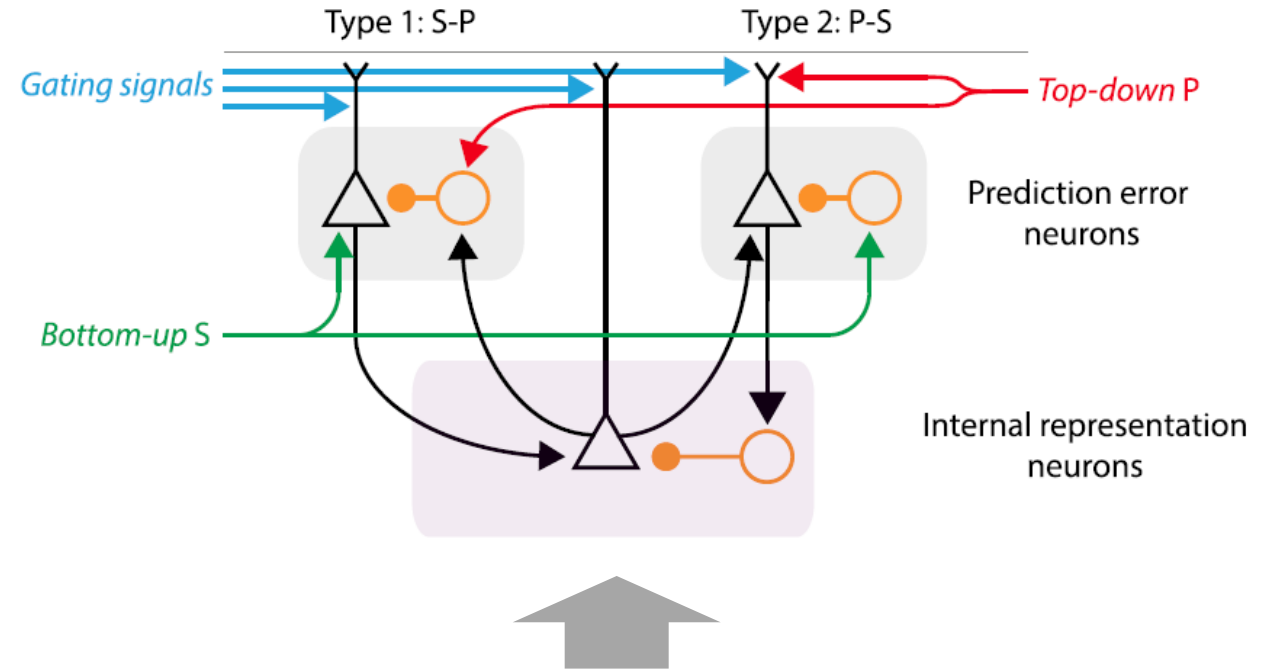 Type 1: S-P
Type 2: P-S
Gating signals
Top-down P
Prediction error
neurons
Bottom-up S
Internal representation
neurons